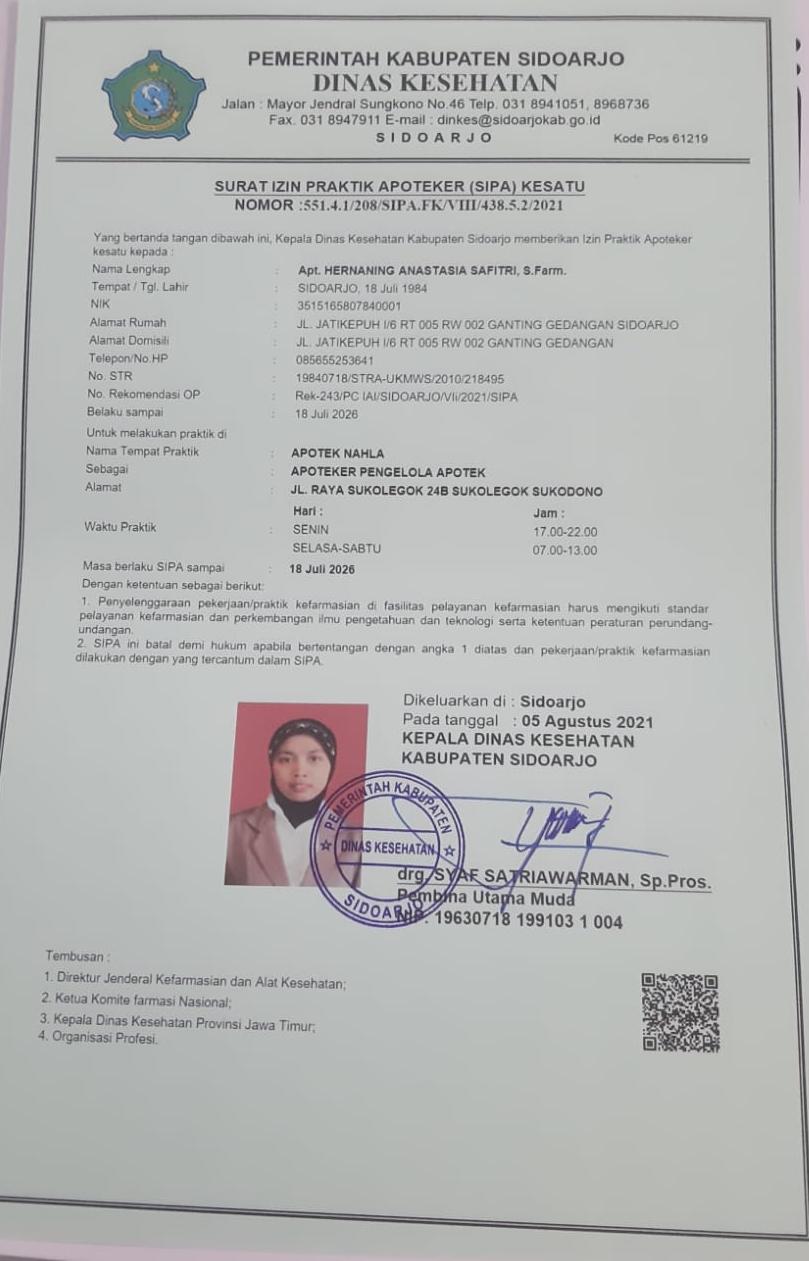 PEMERINTAH KABUPATEN SIDOARJO
DINAS KESEHATAN
Jalan : Mayor Jendral Sungkono No.46 Telp. 031 8941051, 8968736
Fax. 031 8947911 E-mail : dinkes@sidoarjokab.go.id
SIDOARJO Kode Pos 61219
SURAT IZIN PRAKTIK APOTEKER (SIPA) KESATU
NOMOR :551.4.1/208/SIPA.FK/VIII/438.5.2/2021
Yang bertanda tangan dibawah ini, Kepala Dinas Kesehatan Kabupaten Sidoarjo memberikan Izin Praktik Apoteker
kesatu kepada :
Nama Lengkap : Apt. HERNANING ANASTASIA SAFITRI, S.Farm.
Tempat / Tgl. Lahir : SIDOARJO, 18 Juli 1984
NIK : 3515165807840001
Alamat Rumah : JL. JATIKEPUH I/6 RT 005 RW 002 GANTING GEDANGAN SIDOARJO
Alamat Domisili : JL. JATIKEPUH I/6 RT 005 RW 002 GANTING GEDANGAN
Telepon/No.HP : 085655253641
No. STR : 19840718/STRA-UKMWS/2010/218495
No. Rekomendasi OP : Rek-243/PC IAI/SIDOARJO/VIi/2021/SIPA
Belaku sampai : 18 Juli 2026
Untuk melakukan praktik di
Nama Tempat Praktik : APOTEK NAHLA
Sebagai : APOTEKER PENGELOLA APOTEK
Alamat : JL. RAYA SUKOLEGOK 24B SUKOLEGOK SUKODONO
Hari : Jam :
Waktu Praktik : SENIN 17.00-22.00
SELASA-SABTU 07.00-13.00
Masa berlaku SIPA sampai : 18 Juli 2026
Dengan ketentuan sebagai berikut:
1. Penyelenggaraan pekerjaan/praktik kefarmasian di fasilitas pelayanan kefarmasian harus mengikuti standar
pelayanan kefarmasian dan perkembangan ilmu pengetahuan dan teknologi serta ketentuan peraturan perundang-
undangan.
2. SIPA ini batal demi hukum apabila bertentangan dengan angka 1 diatas dan pekerjaan/praktik kefarmasian
dilakukan dengan yang tercantum dalam SIPA.
Dikeluarkan di : Sidoarjo
Pada tanggal : 05 Agustus 2021
KEPALA DINAS KESEHATAN
KABUPATEN SIDOARJO
PEMERINTAH KABUPATEN
DINAS KESEHATAN
SIDOARJO
drg. SYAF SATRIAWARMAN, Sp.Pros.
Pembina Utama Muda
NIP. 19630718 199103 1 004
Tembusan :
1. Direktur Jenderal Kefarmasian dan Alat Kesehatan;
2. Ketua Komite farmasi Nasional;
3. Kepala Dinas Kesehatan Provinsi Jawa Timur;
4. Organisasi Profesi.